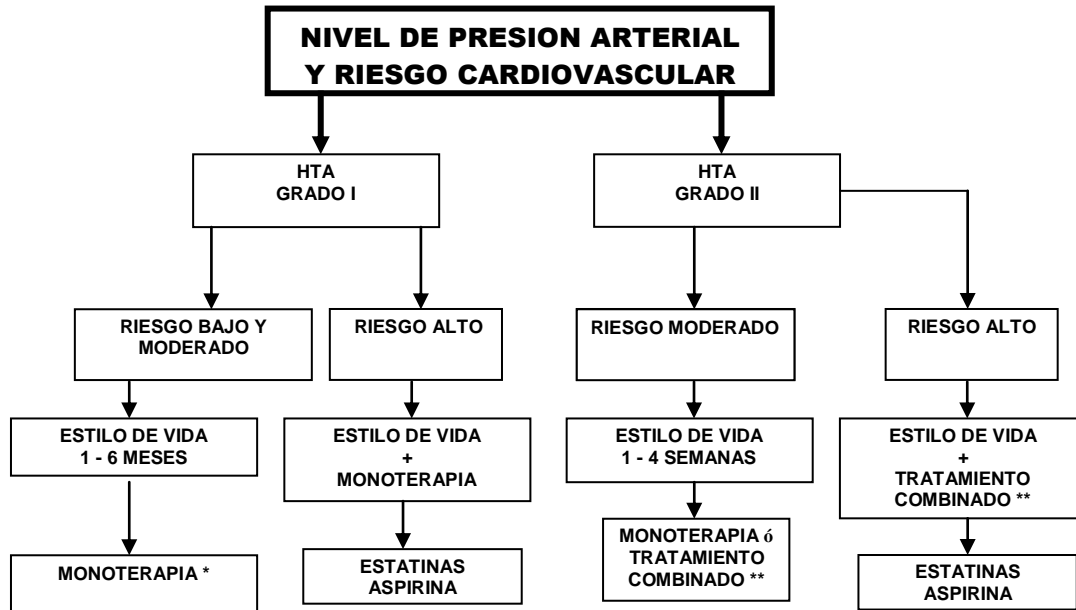 NIVEL DE PRESION ARTERIAL
Y RIESGO CARDIOVASCULAR
HTA
GRADO I
HTA
GRADO II
RIESGO BAJO Y
MODERADO
RIESGO ALTO
RIESGO MODERADO
RIESGO ALTO
ESTILO DE VIDA
1 - 6 MESES
ESTILO DE VIDA
+
MONOTERAPIA
ESTILO DE VIDA
1 - 4 SEMANAS
ESTILO DE VIDA
+
TRATAMIENTO
COMBINADO **
MONOTERAPIA *
ESTATINAS
ASPIRINA
MONOTERAPIA ó
TRATAMIENTO
COMBINADO **
ESTATINAS
ASPIRINA